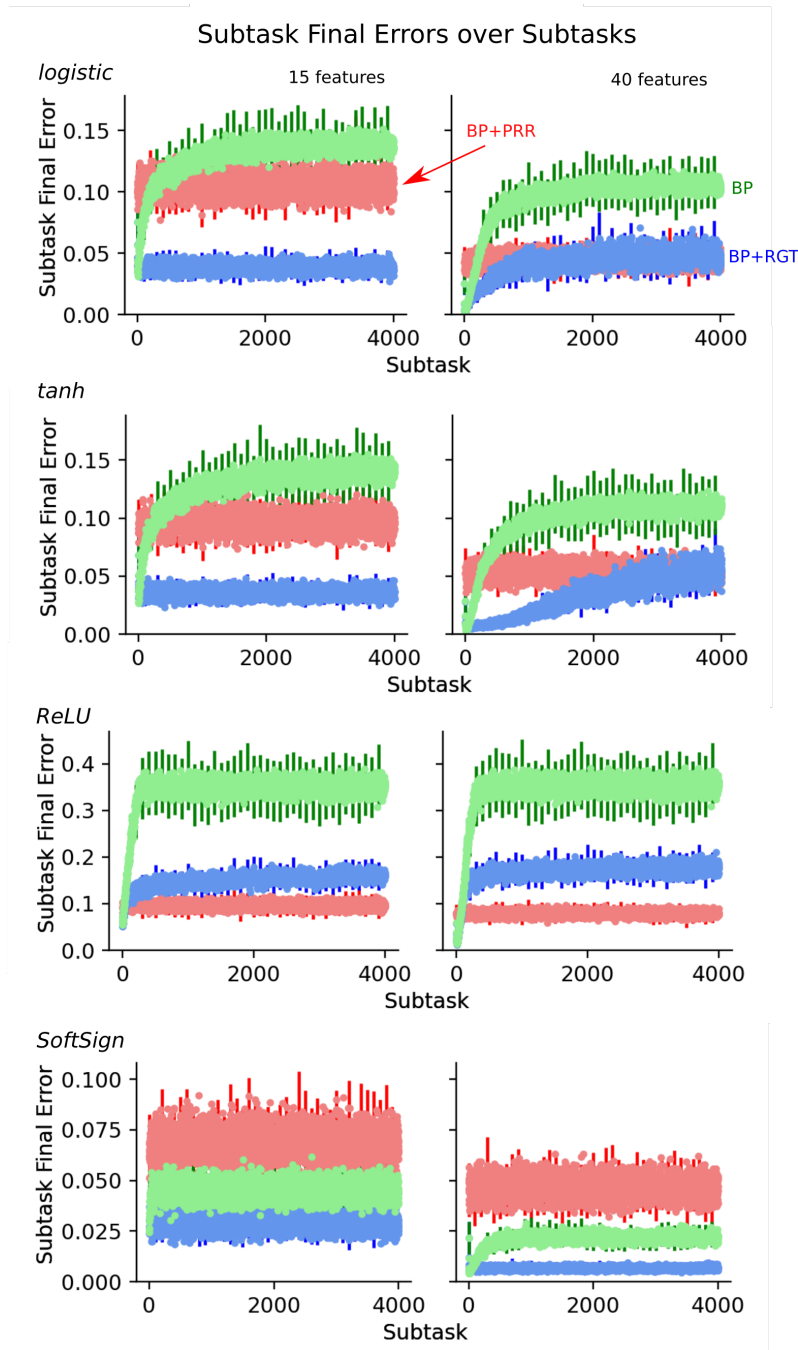 Subtask Final Errors over Subtasks
logistic
15 features
40 features
Subtask Final Error
0.15
0.10
0.05
0.00
BP+PRR
BP
BP+RGT
0 2000 4000 0 2000 4000
Subtask
tanh
Subtask Final Error
0.15
0.10
0.05
0.00
0 2000 4000 0 2000 4000
Subtask
ReLU
Subtask Final Error
0.4
0.3
0.2
0.1
0.0
0 2000 4000 0 2000 4000
Subtask
SoftSign
Subtask Final Error
0.100
0.075
0.050
0.025
0.000
0 2000 4000 0 2000 4000
Subtask